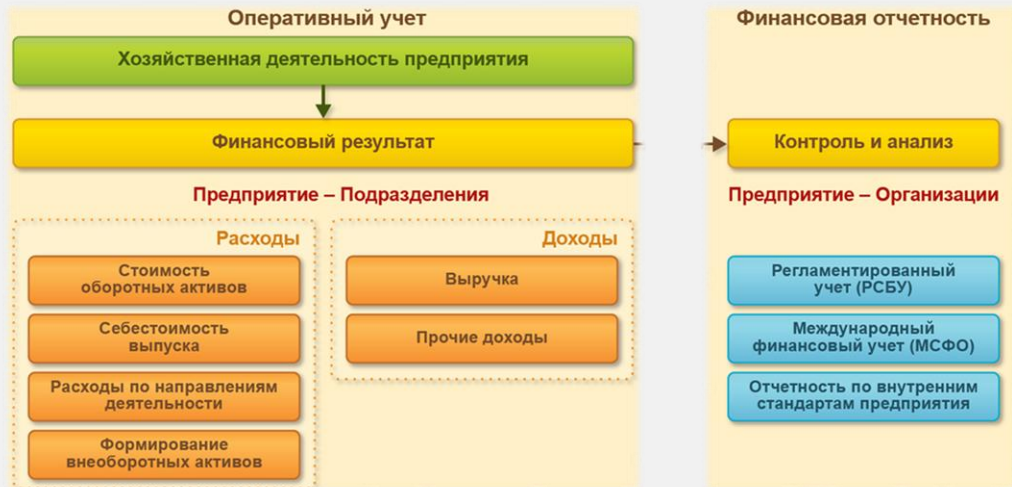 Оперативный учет
Хозяйственная деятельность предприятия
Финансовый результат
Предприятие – Подразделения
Расходы
Стоимость
оборотных активов
Себестоимость
выпуска
Расходы по направлениям
деятельности
Формирование
внеоборотных активов
Доходы
Выручка
Прочие доходы
Финансовая отчетность
Контроль и анализ
Предприятие – Организации
Регламентированный
учет (РСБУ)
Международный
финансовый учет (МСФО)
Отчетность по внутренним
стандартам предприятия